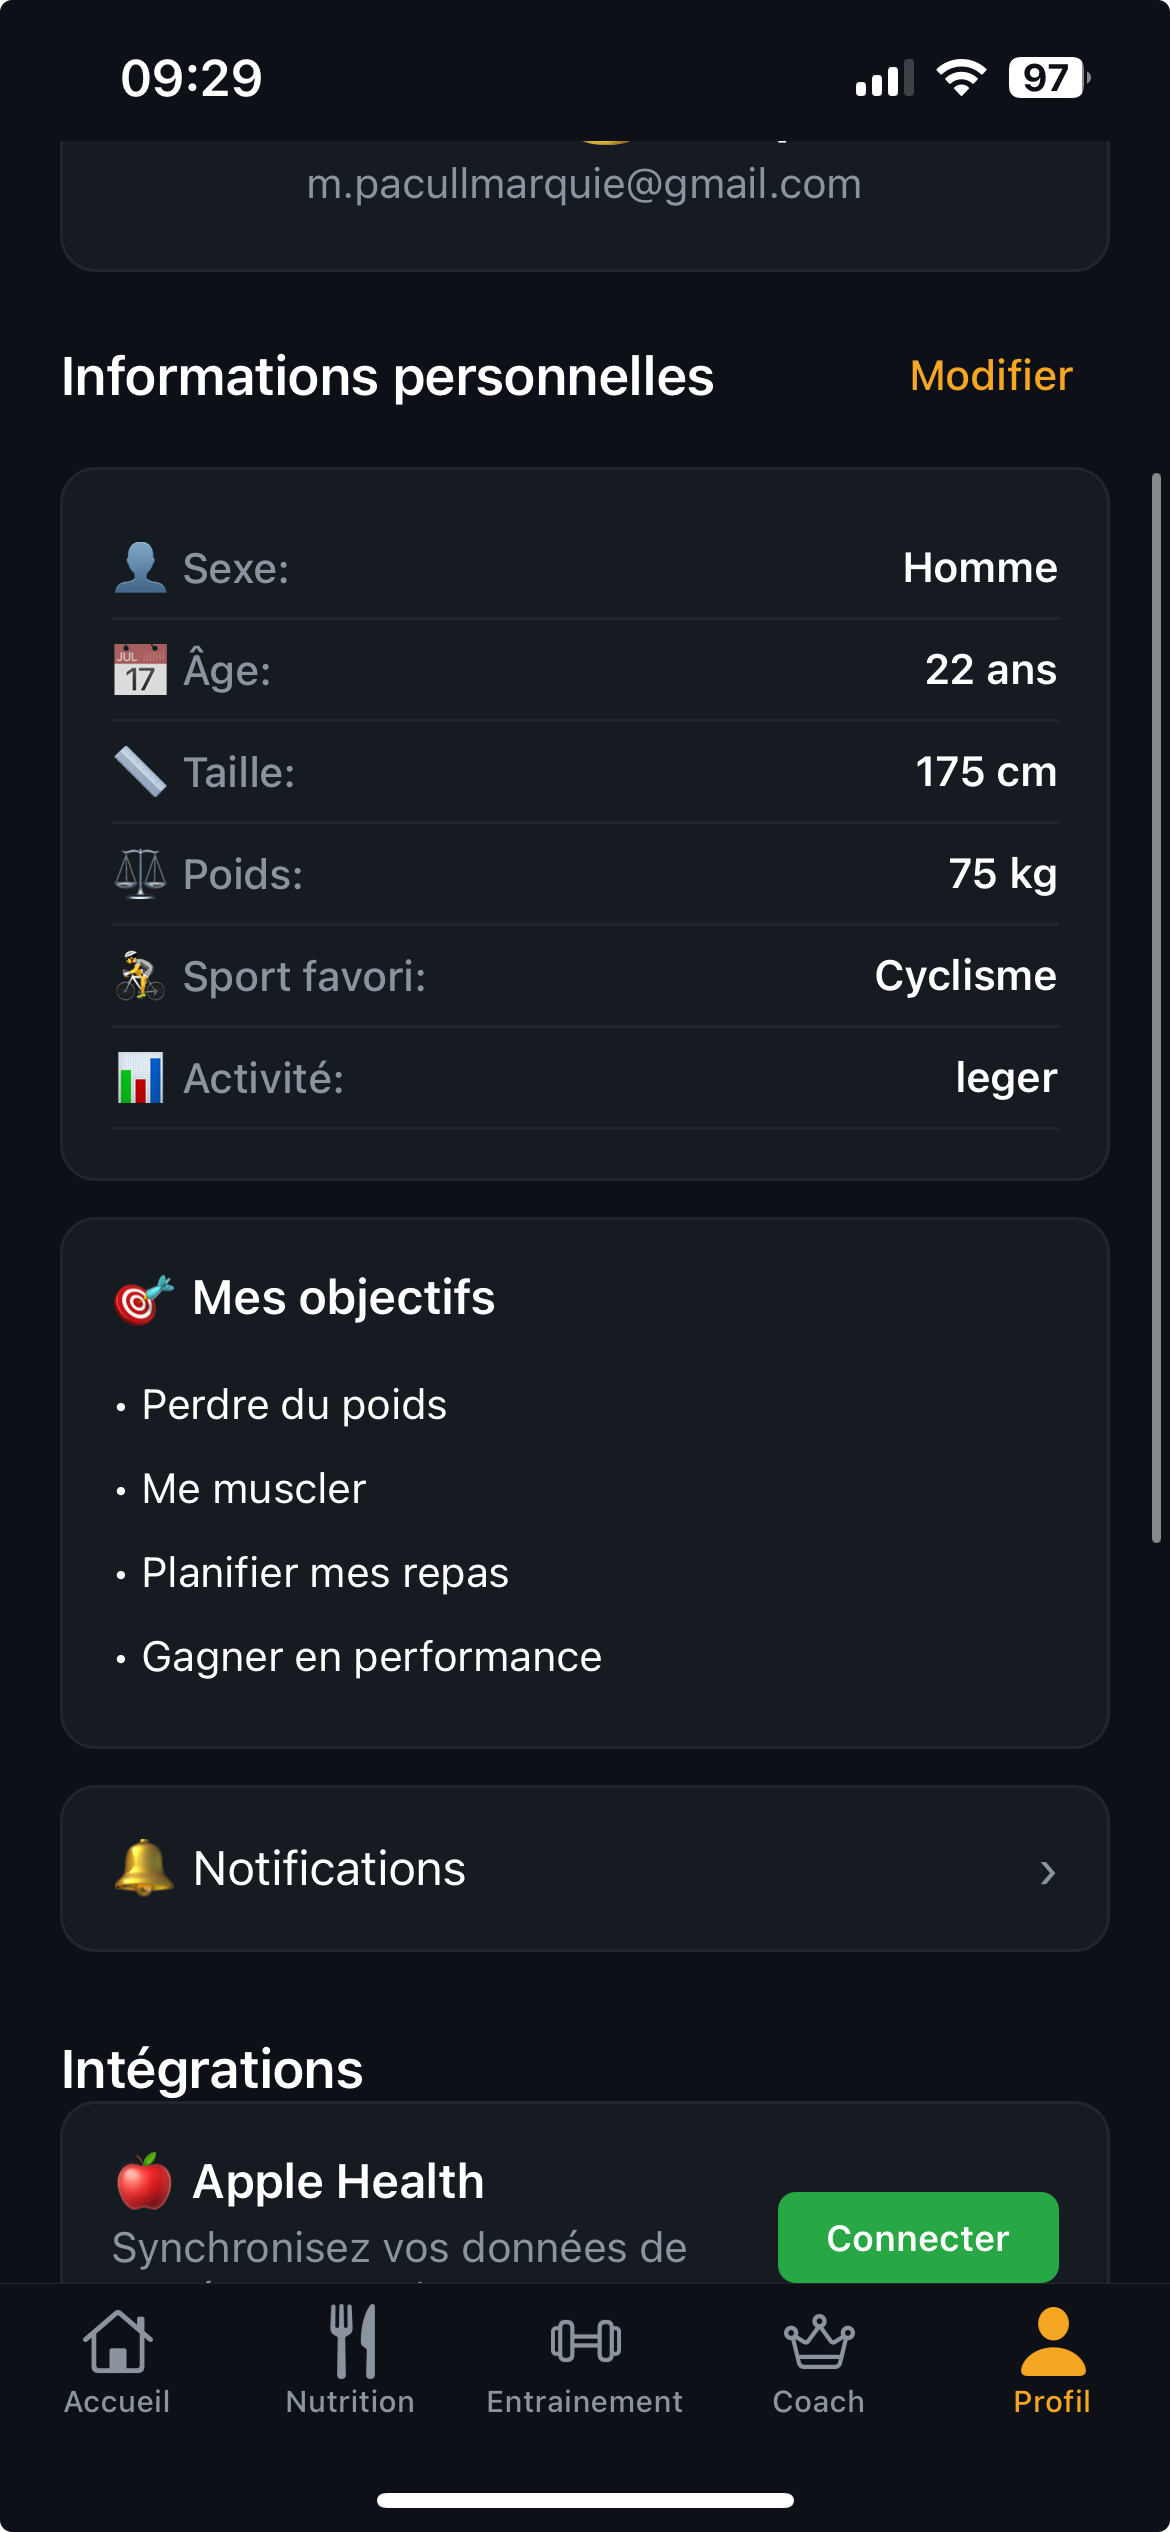 09:29
97
m.pacullmarquie@gmail.com
Informations personnelles
Modifier
Sexe:
Homme
JUL
17
Âge:
22 ans
Taille:
175 cm
Poids:
75 kg
Sport favori:
Cyclisme
Activité:
leger
Mes objectifs
• Perdre du poids
• Me muscler
• Planifier mes repas
• Gagner en performance
Notifications
Intégrations
Apple Health
Synchronisez vos données de
Connecter
Accueil
Nutrition
Entrainement
Coach
Profil